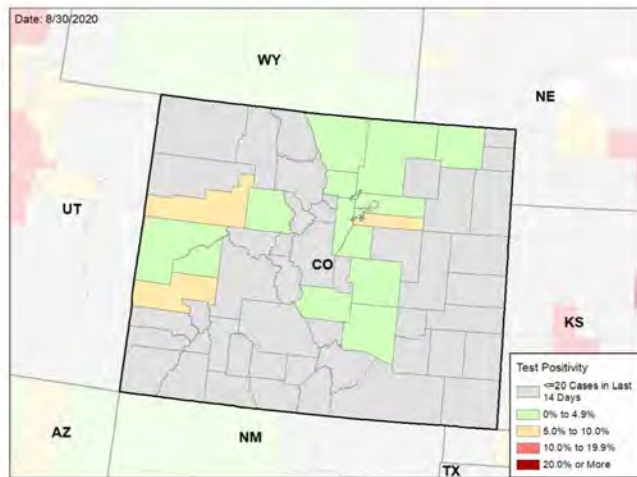 Date: 8/30/2020
WY
NE
UT
CO
KS
AZ
NM
TX
Test Positivity
<=20 Cases in Last
14 Days
0% to 4.9%
5.0% to 10.0%
10.0% to 19.9%
20.0% or More